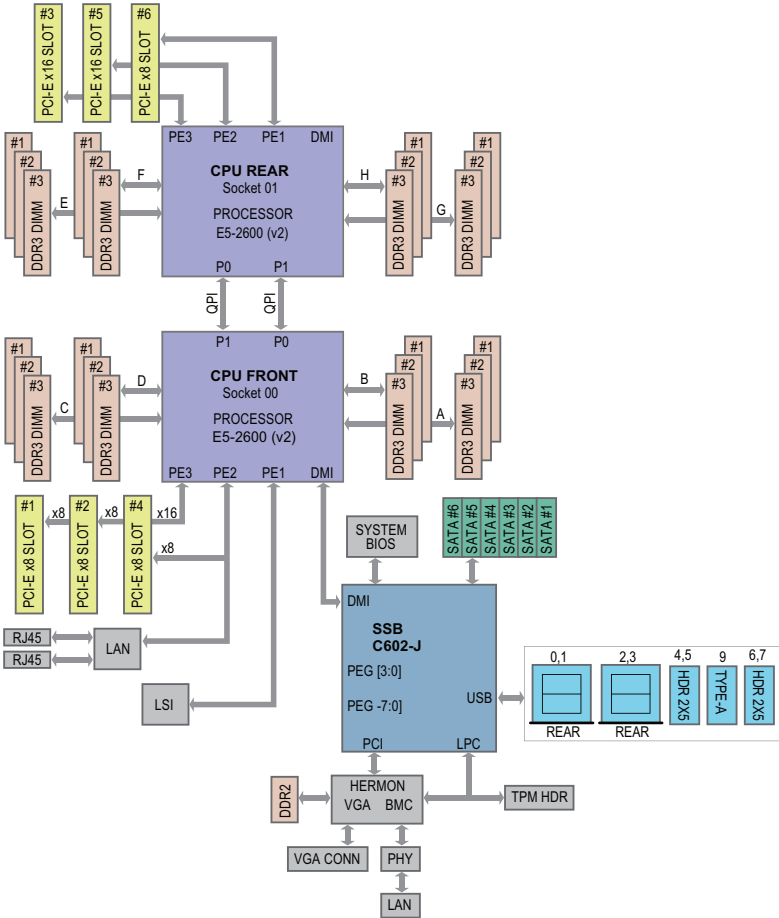 #3
PCI-E x16 SLOT
#5
PCI-E x16 SLOT
#6
PCI-E x8 SLOT
PE3 PE2 PE1 DMI
CPU REAR
Socket 01
PROCESSOR
E5-2600 (v2)
P0 P1
#1
#2
#3
DDR3 DIMM
E
#1
#2
#3
DDR3 DIMM
F
H
#1
#2
#3
DDR3 DIMM
G
#1
#2
#3
DDR3 DIMM
QPI
QPI
P1 P0
CPU FRONT
Socket 00
PROCESSOR
E5-2600 (v2)
PE3 PE2 PE1 DMI
#1
#2
#3
DDR3 DIMM
C
#1
#2
#3
DDR3 DIMM
D
B
#1
#2
#3
DDR3 DIMM
A
#1
#2
#3
DDR3 DIMM
#1
PCI-E x8 SLOT
x8
#2
PCI-E x8 SLOT
x8
#4
PCI-E x8 SLOT
x16
x8
RJ45
RJ45
LAN
LSI
SYSTEM
BIOS
SATA #6
SATA #5
SATA #4
SATA #3
SATA #2
SATA #1
DMI
SSB
C602-J
PEG [3:0]
PEG -7:0]
USB
PCI LPC
0,1
REAR
2,3
REAR
4,5
HDR 2X5
9
TYPE-A
6,7
HDR 2X5
DDR2
HERMON
VGA BMC
TPM HDR
VGA CONN
PHY
LAN